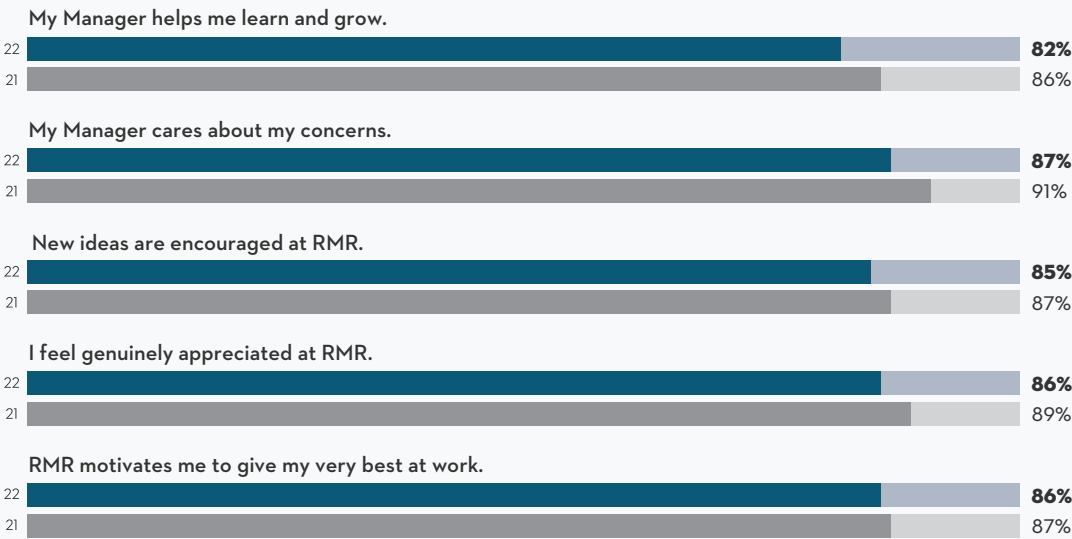 My Manager helps me learn and grow.
22 82%
21 86%
My Manager cares about my concerns.
22 87%
21 91%
New ideas are encouraged at RMR.
22 85%
21 87%
I feel genuinely appreciated at RMR.
22 86%
21 89%
RMR motivates me to give my very best at work.
22 86%
21 87%